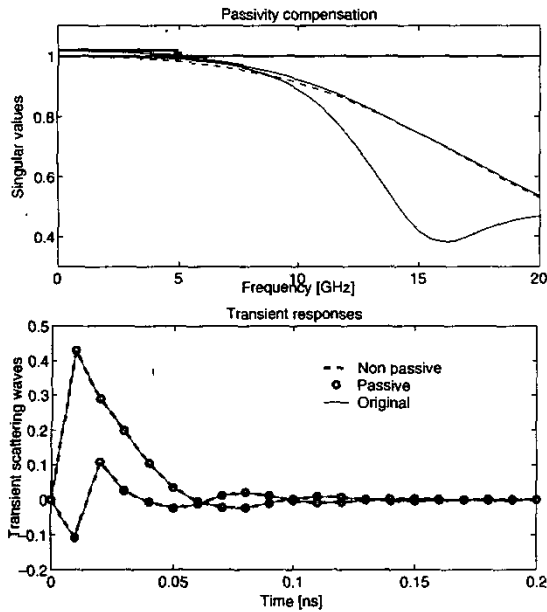 Passivity compensation
Singular values
1
0.8
0.6
0.4
0
5
10
15
20
Frequency [GHz]
Transient responses
Transient scattering waves
0.5
0.4
0.3
0.2
0.1
0
-0.1
-0.2
Non passive
Passive
Original
0
0.05
0.1
0.15
0.2
Time [ns]